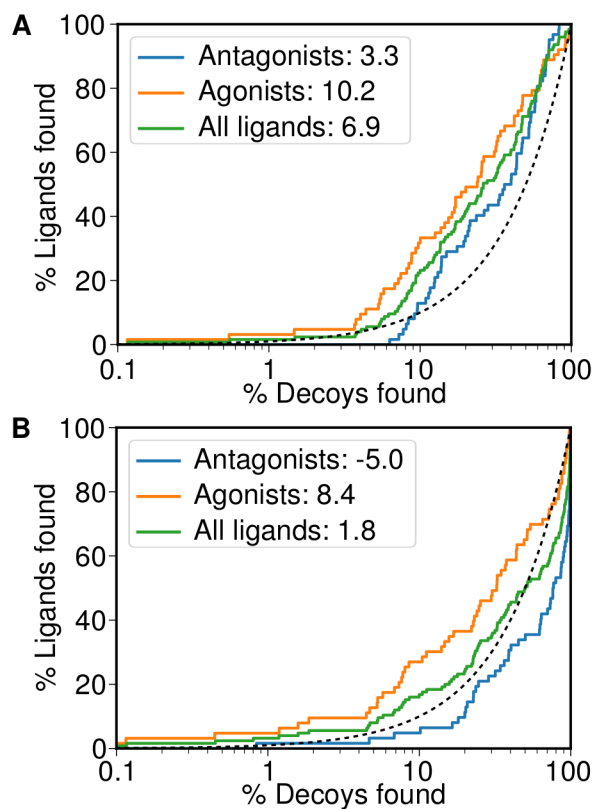 A
100
80
60
40
20
0
% Ligands found
Antagonists: 3.3
Agonists: 10.2
All ligands: 6.9
0.1 1 10 100
% Decoys found
B
100
80
60
40
20
0
% Ligands found
Antagonists: -5.0
Agonists: 8.4
All ligands: 1.8
0.1 1 10 100
% Decoys found